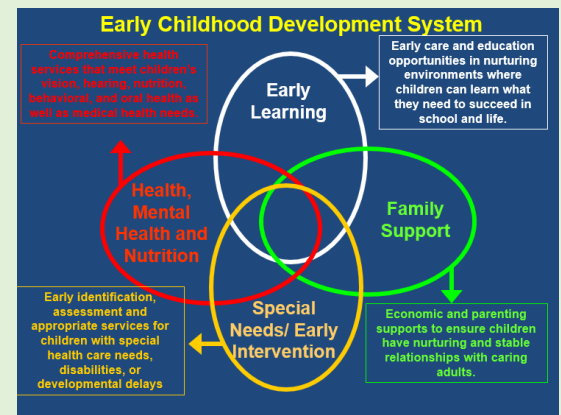 Early Childhood Development System
Comprehensive health
services that meet children's
vision, hearing, nutrition,
behavioral, and oral health as
well as medical health needs.
Early
Learning
Early care and education
opportunities in nurturing
environments where
children can learn what
they need to succeed in
school and life.
Health,
Mental
Health and
Nutrition
Family
Support
Early identification,
assessment and
appropriate services for
children with special
health care needs,
disabilities, or
developmental delays
Special
Needs/ Early
Intervention
Economic and parenting
supports to ensure children
have nurturing and stable
relationships with caring
adults.